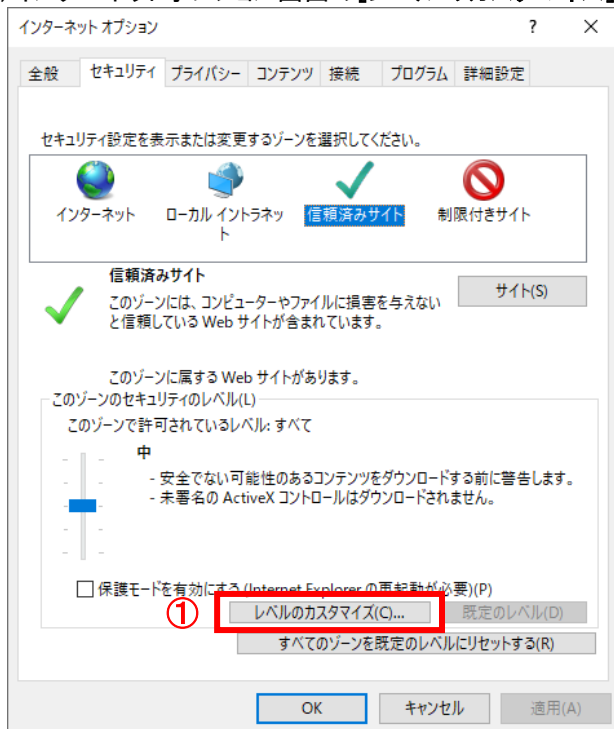 インターネット オプション
? ×
全般 セキュリティ プライバシー コンテンツ 接続 プログラム 詳細設定
セキュリティ設定を表示または変更するゾーンを選択してください。
インターネット
ローカル イントラネッ
ト
信頼済みサイト
制限付きサイト
信頼済みサイト
このゾーンには、コンピューターやファイルに損害を与えない
と信頼している Web サイトが含まれています。
サイト(S)
このゾーンに属する Web サイトがあります。
このゾーンのセキュリティのレベル(L)
このゾーンで許可されているレベル: すべて
中
- 安全でない可能性のあるコンテンツをダウンロードする前に警告します。
- 未署名の ActiveX コントロールはダウンロードされません。
保護モードを有効にする (Internet Explorer の再起動が必要)(P)
① レベルのカスタマイズ(C)... 既定のレベル(D)
すべてのゾーンを既定のレベルにリセットする(R)
OK キャンセル 適用(A)